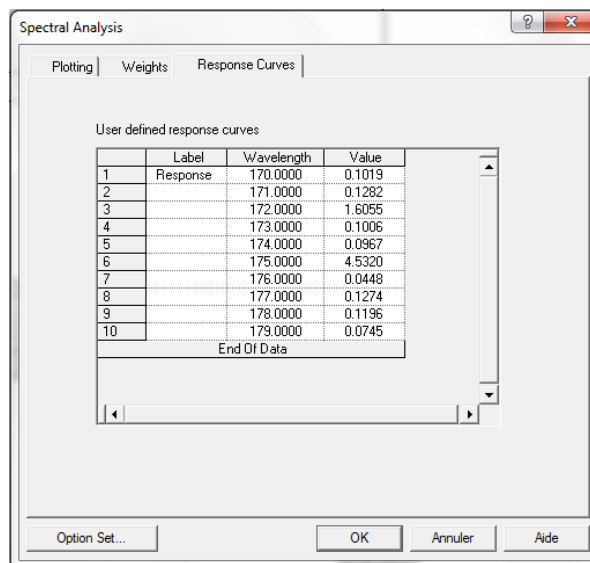 Spectral Analysis
Plotting Weights Response Curves
User defined response curves
Label Wavelength Value
1 Response 170.0000 0.1019
2 171.0000 0.1282
3 172.0000 1.6055
4 173.0000 0.1006
5 174.0000 0.0967
6 175.0000 4.5320
7 176.0000 0.0448
8 177.0000 0.1274
9 178.0000 0.1196
10 179.0000 0.0745
End Of Data
Option Set... OK Annuler Aide